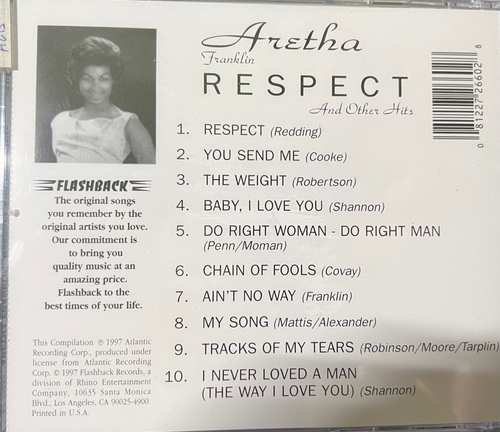 Aretha
Franklin
RESPECT
And Other Hits
1. RESPECT (Redding)
2. YOU SEND ME (Cooke)
3. THE WEIGHT (Robertson)
4. BABY, I LOVE YOU (Shannon)
5. DO RIGHT WOMAN - DO RIGHT MAN
(Penn/Moman)
6. CHAIN OF FOOLS (Covay)
7. AIN'T NO WAY (Franklin)
8. MY SONG (Mattis/Alexander)
9. TRACKS OF MY TEARS (Robinson/Moore/Tarplin)
10. I NEVER LOVED A MAN
(THE WAY I LOVE YOU) (Shannon)
FLASHBACK
The original songs
you remember by the
original artists you love.
Our commitment is
to bring you
quality music at an
amazing price.
Flashback to the
best times of your life.
This Compilation ℗ 1997 Atlantic
Recording Corp., produced under
license from Atlantic Recording
Corp. © 1997 Flashback Records, a
division of Rhino Entertainment
Company, 10635 Santa Monica
Blvd., Los Angeles, CA 90025-4900.
Printed in U.S.A.
0 81227 26602 8